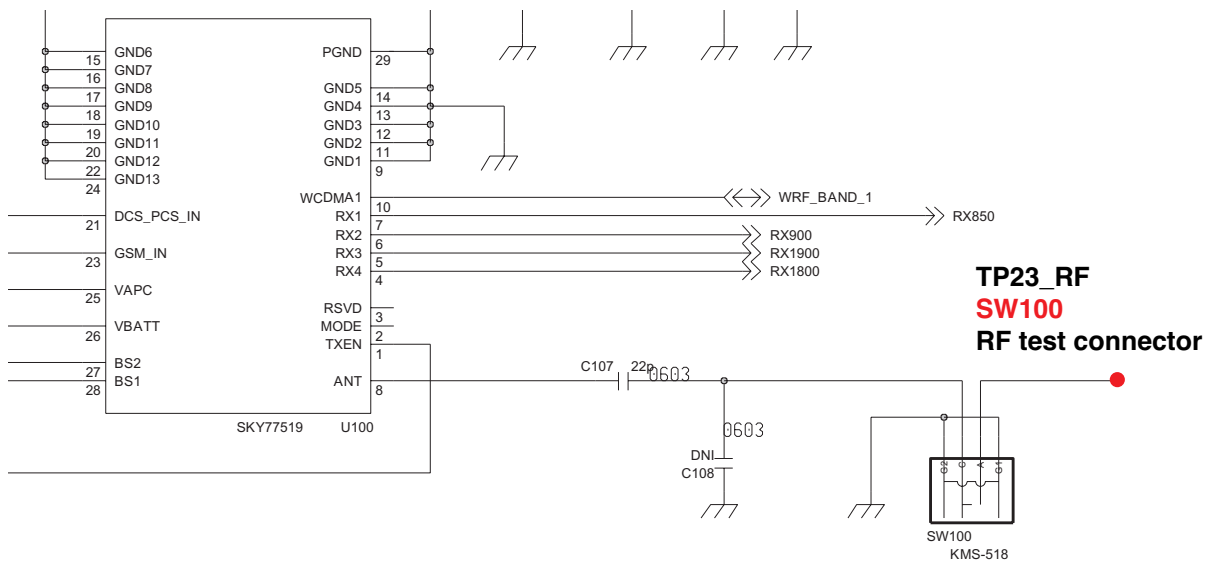 GND6
15
GND7
16
GND8
17
GND9
18
GND10
19
GND11
20
GND12
22
GND13
24
DCS_PCS_IN
21
GSM_IN
23
VAPC
25
VBATT
26
BS2
27
BS1
28
PGND
29
GND5
14
GND4
13
GND3
12
GND2
11
GND1
9
WCDMA1
10
RX1
7
RX2
6
RX3
5
RX4
4
RSVD
3
MODE
2
TXEN
1
ANT
8
SKY77519 U100
WRF_BAND_1
RX850
RX900
RX1900
RX1800
TP23_RF
SW100
RF test connector
C107 22p 0603
0603
DNI
C108
G2 C A G1
SW100
KMS-518